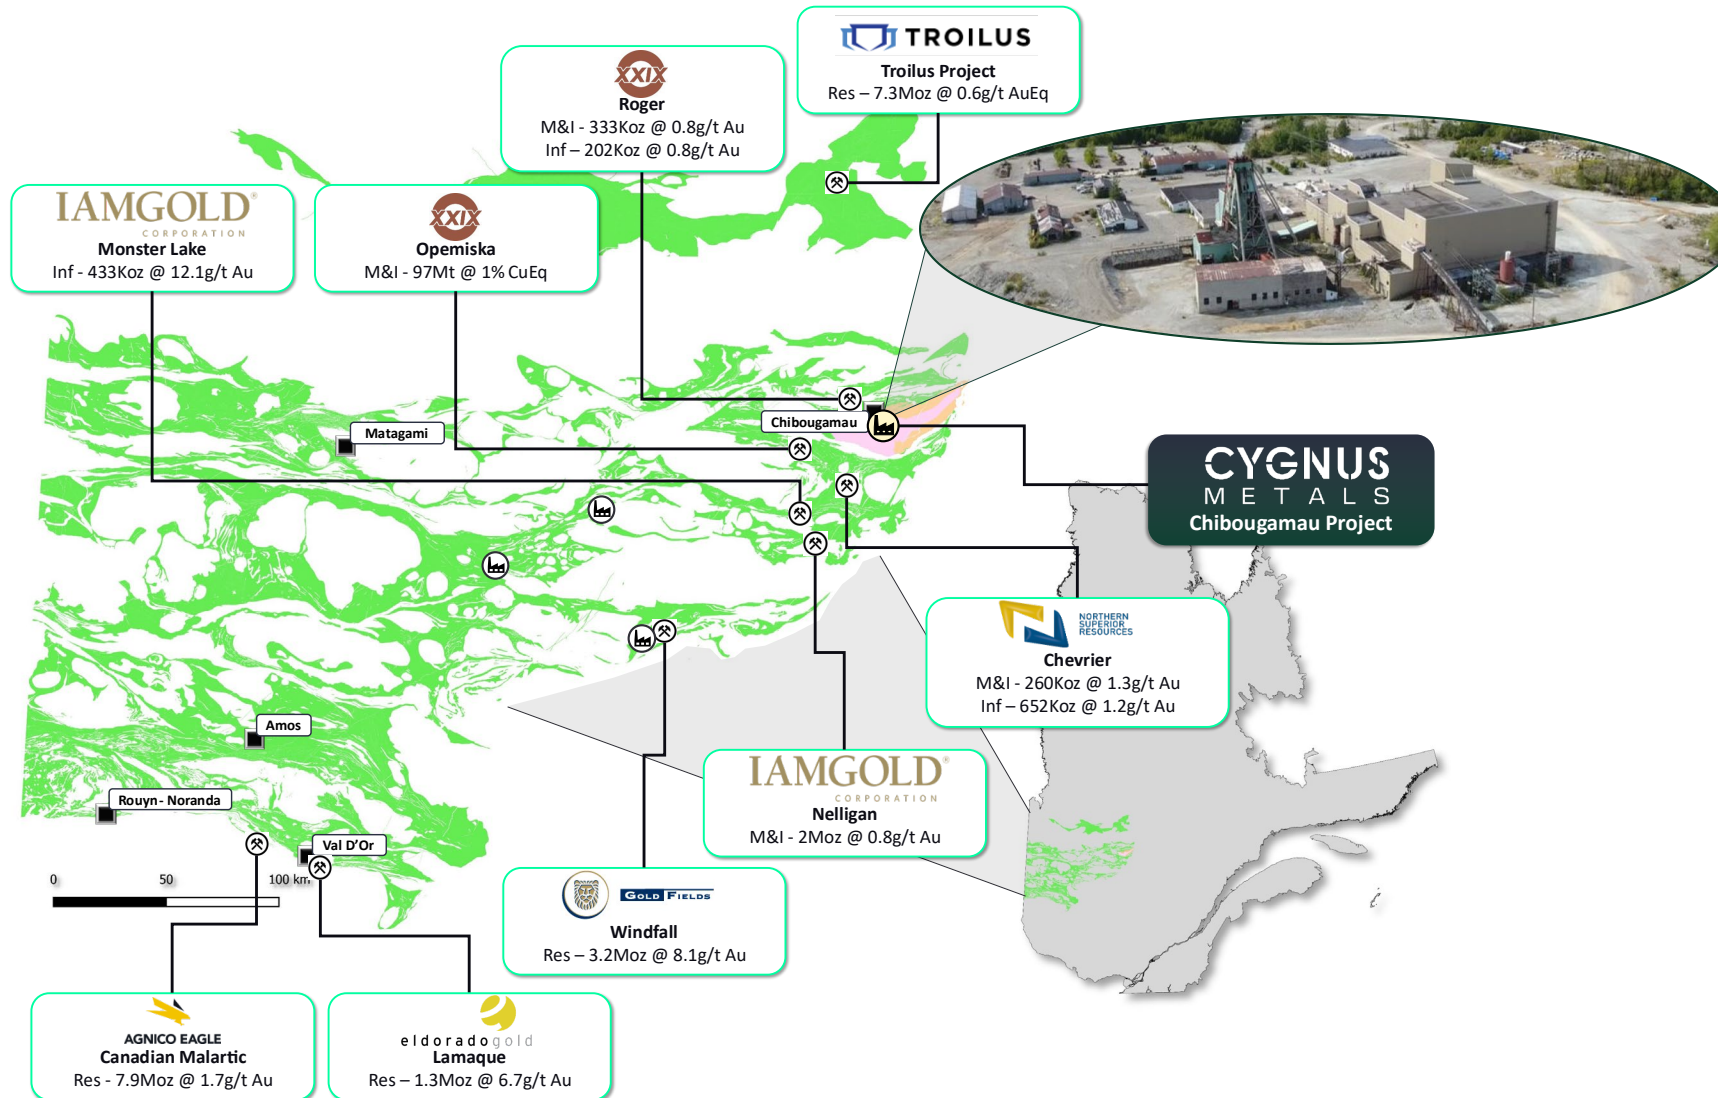 TROILUS
Troilus Project
Res – 7.3Moz @ 0.6g/t AuEq
XXIX
Roger
M&I - 333Koz @ 0.8g/t Au
Inf – 202Koz @ 0.8g/t Au
IAMGOLD®
CORPORATION
Monster Lake
Inf - 433Koz @ 12.1g/t Au
XXIX
Opemiska
M&I - 97Mt @ 1% CuEq
Chibougamau
Matagami
CYGNUS
METALS
Chibougamau Project
NORTHERN
SUPERIOR
RESOURCES
Chevrier
M&I - 260Koz @ 1.3g/t Au
Inf – 652Koz @ 1.2g/t Au
Amos
IAMGOLD®
CORPORATION
Nelligan
M&I - 2Moz @ 0.8g/t Au
Rouyn- Noranda
Val D'Or
0 50 100 km
GOLD FIELDS
Windfall
Res – 3.2Moz @ 8.1g/t Au
AGNICO EAGLE
Canadian Malartic
Res - 7.9Moz @ 1.7g/t Au
eldoradogold
Lamaque
Res – 1.3Moz @ 6.7g/t Au